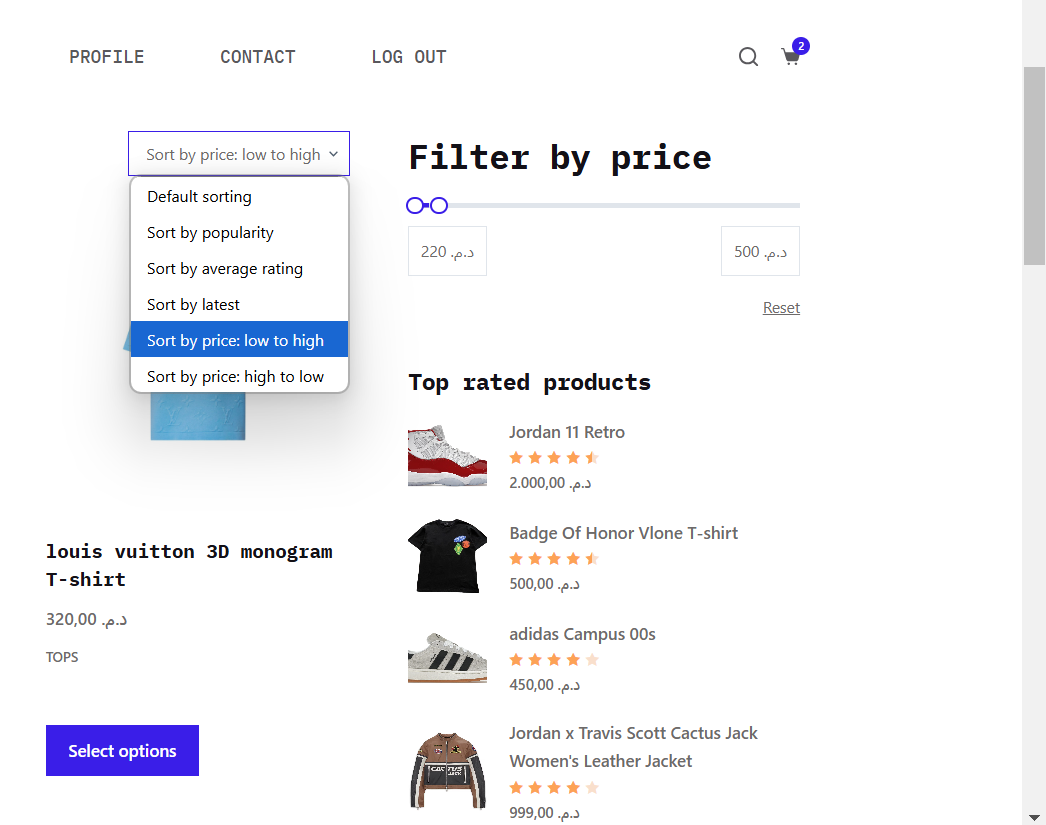 PROFILE CONTACT LOG OUT 2
Sort by price: low to high
Default sorting
Sort by popularity
Sort by average rating
Sort by latest
Sort by price: low to high
Sort by price: high to low
louis vuitton 3D monogram
T-shirt
320,00 د.م.
TOPS
Select options
Filter by price
220 د.م. 500 د.م.
Reset
Top rated products
Jordan 11 Retro
2.000,00 د.م.
Badge Of Honor Vlone T-shirt
500,00 د.م.
adidas Campus 00s
450,00 د.م.
Jordan x Travis Scott Cactus Jack
Women's Leather Jacket
CACTUS
JACK
999,00 د.م.